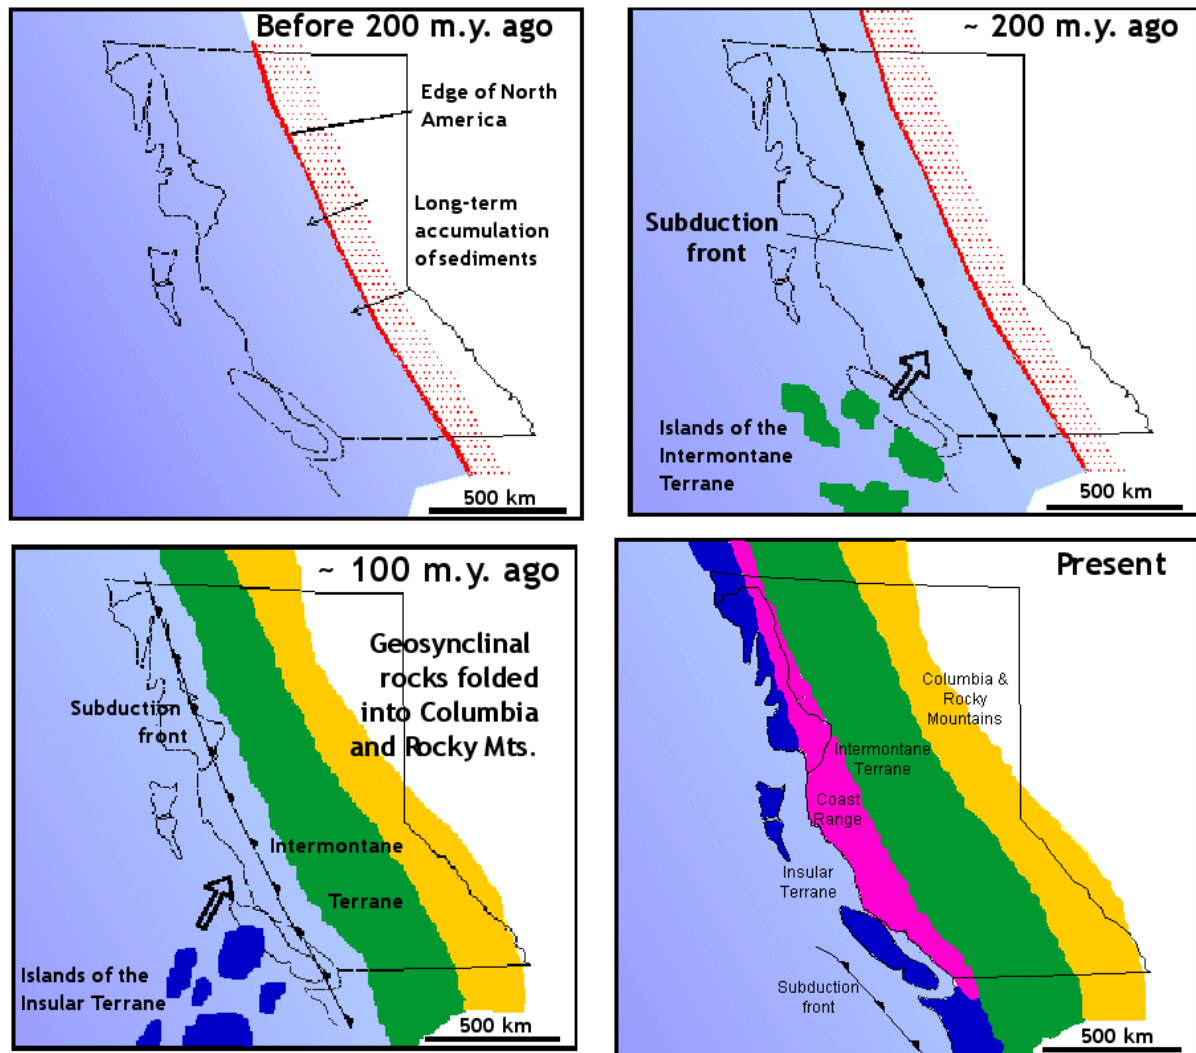 Before 200 m.y. ago
Edge of North
America
Long-term
accumulation
of sediments
500 km
~ 200 m.y. ago
Subduction
front
Islands of the
Intermontane
Terrane
500 km
~ 100 m.y. ago
Geosynclinal
rocks folded
into Columbia
and Rocky Mts.
Subduction
front
Intermontane
Terrane
Islands of the
Insular Terrane
500 km
Present
Columbia &
Rocky
Mountains
Intermontane
Terrane
Coast
Range
Insular
Terrane
Subduction
front
500 km